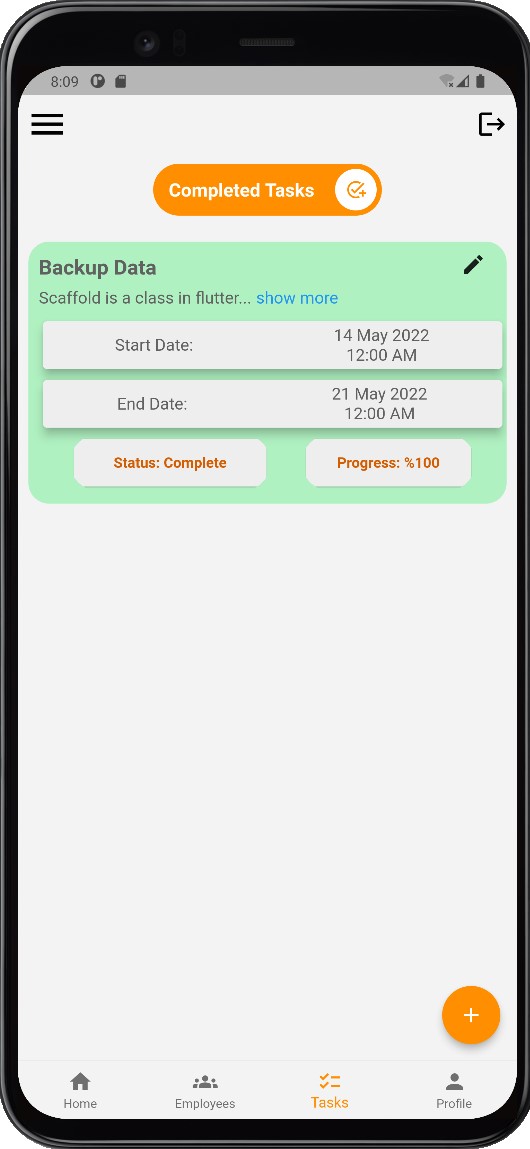 8:09
Completed Tasks
Backup Data
Scaffold is a class in flutter... show more
Start Date:
14 May 2022
12:00 AM
End Date:
21 May 2022
12:00 AM
Status: Complete
Progress: %100
Home
Employees
Tasks
Profile